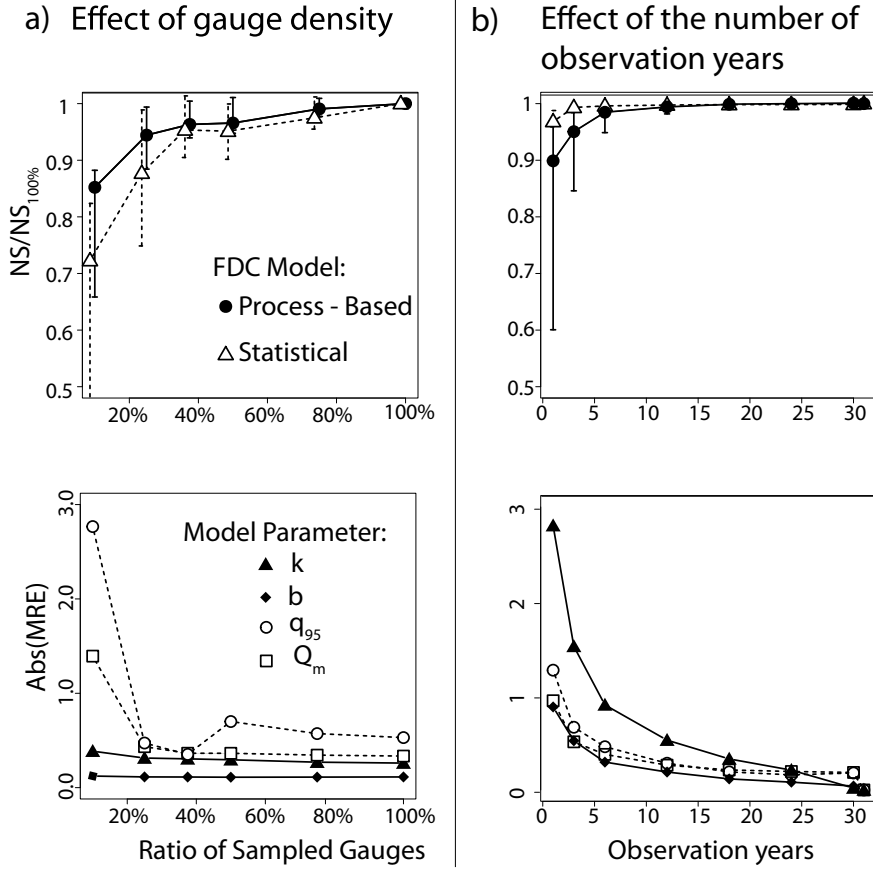 a) Effect of gauge density
b) Effect of the number of
observation years
NS/NS100%
1
0.9
0.8
0.7
0.6
0.5
20% 40% 60% 80% 100%
FDC Model:
Process - Based
Statistical
1
0.9
0.8
0.7
0.6
0.5
0 5 10 15 20 25 30
Abs(MRE)
3.0
2.0
1.0
0.0
Model Parameter:
k
b
q95
Qm
20% 40% 60% 80% 100%
Ratio of Sampled Gauges
3
2
1
0
0 5 10 15 20 25 30
Observation years